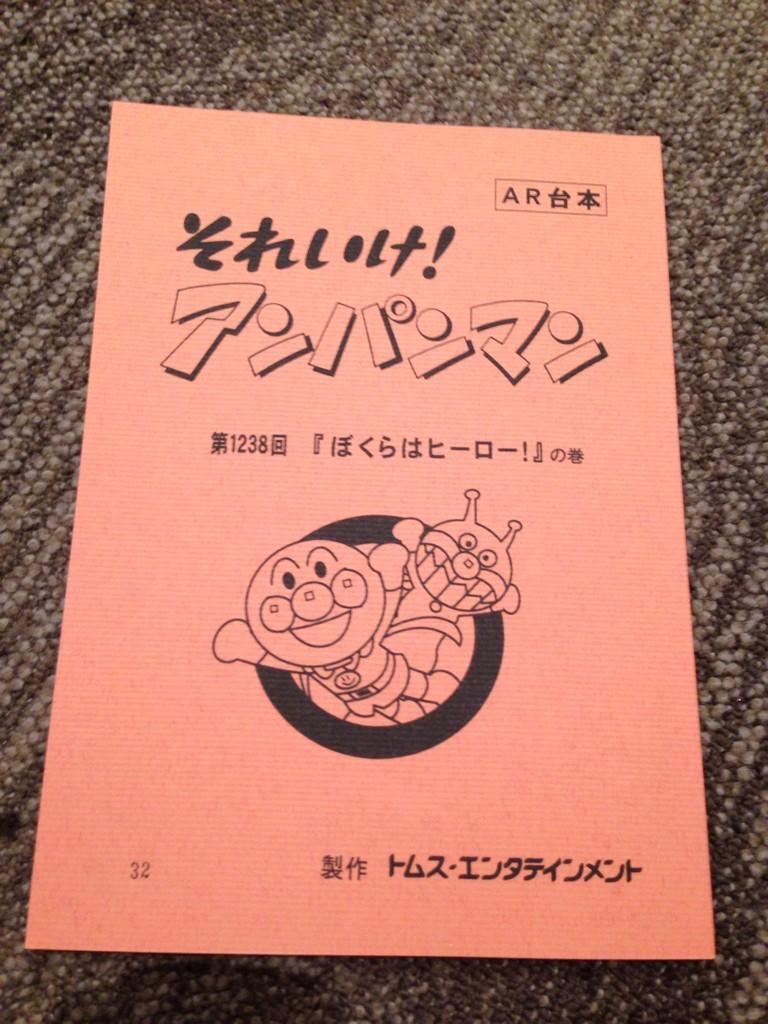 AR台本
それいけ!
アンパンマン
第1238回 『ぼくらはヒーロー!』の巻
32
製作 トムス・エンタテインメント